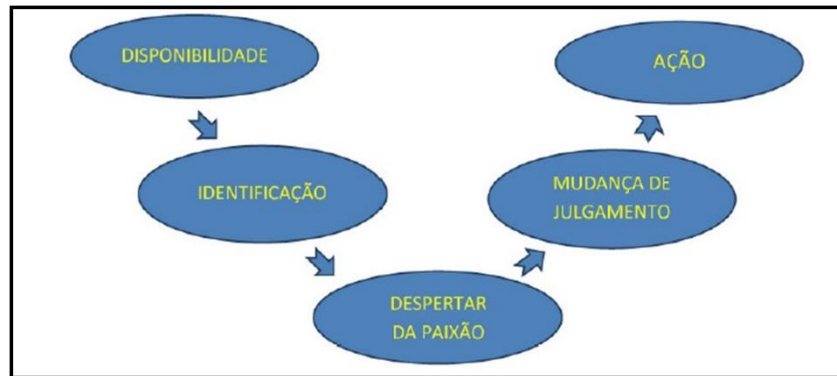 DISPONIBILIDADE
IDENTIFICAÇÃO
DESPERTAR
DA PAIXÃO
MUDANÇA DE
JULGAMENTO
AÇÃO